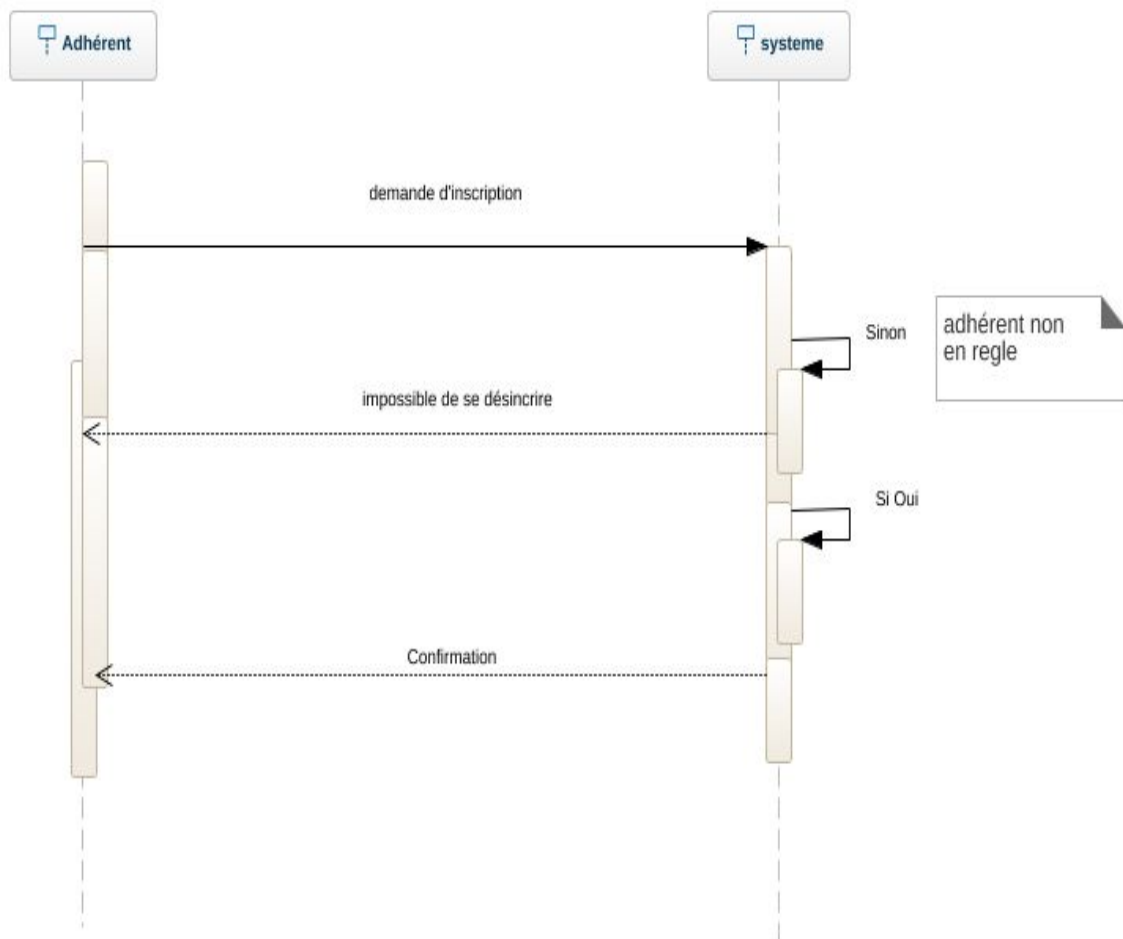 Adhérent
systeme
demande d'inscription
Sinon
adhérent non
en regle
impossible de se désincrire
Si Oui
Confirmation